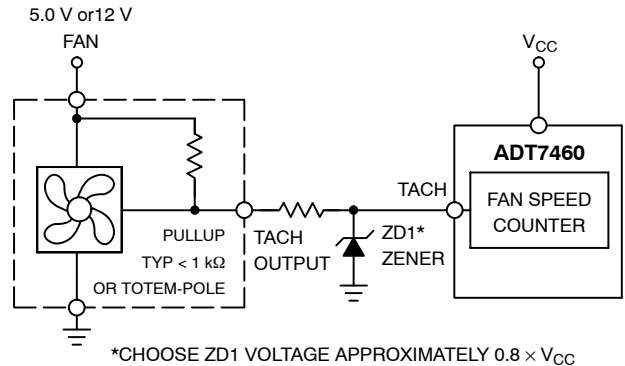 5.0 V or12 V
FAN
VCC
ADT7460
TACH
FAN SPEED
COUNTER
PULLUP
TYP < 1 kΩ
OR TOTEM-POLE
TACH
OUTPUT
ZD1*
ZENER
*CHOOSE ZD1 VOLTAGE APPROXIMATELY 0.8 × VCC